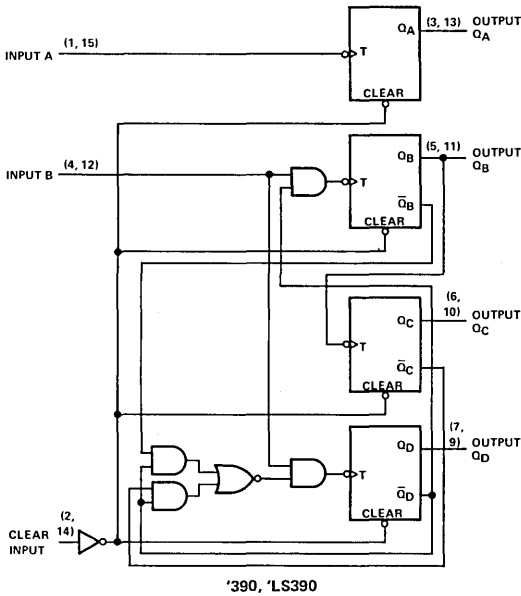 INPUT A
(1, 15)
T
QA
CLEAR
(3, 13)
OUTPUT
QA
INPUT B
(4, 12)
T
QB
Q̅B
CLEAR
(5, 11)
OUTPUT
QB
T
QC
Q̅C
CLEAR
(6,
10)
OUTPUT
QC
T
QD
Q̅D
CLEAR
(7,
9)
OUTPUT
QD
CLEAR
INPUT
(2,
14)
'390, 'LS390